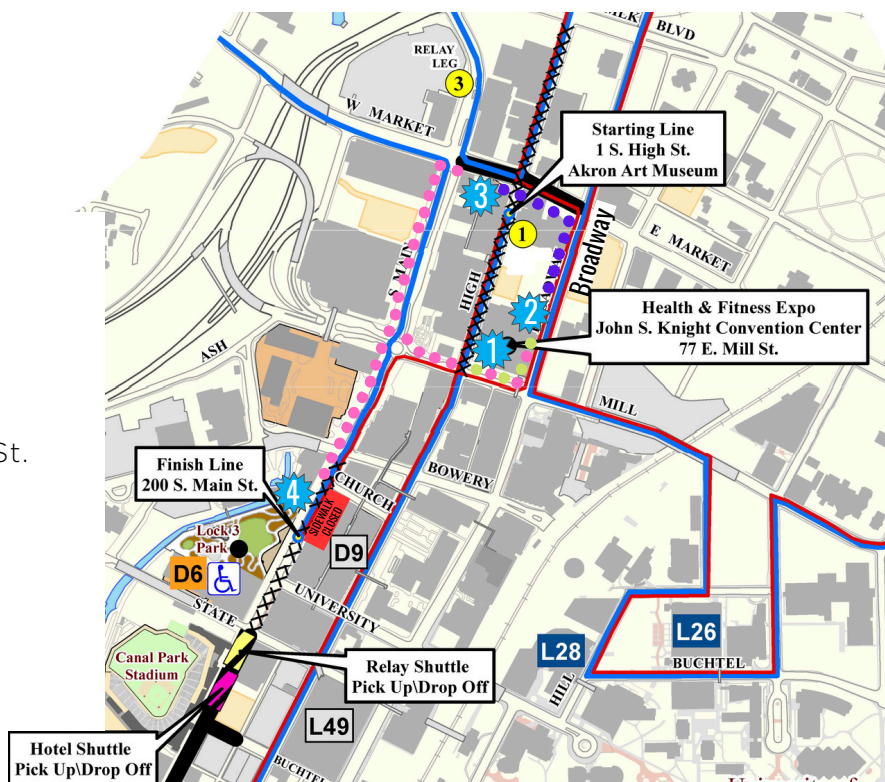 MLK BLVD
RELAY
LEG
3
W MARKET
Starting Line
1 S. High St.
Akron Art Museum
3
1
E MARKET
Broadway
S MAIN
HIGH
2
Health & Fitness Expo
John S. Knight Convention Center
77 E. Mill St.
1
ASH
MILL
St.
Finish Line
200 S. Main St.
BOWERY
CHURCH
4
SIDEWALK
CLOSED
Lock 3
Park
D9
D6
STATE
UNIVERSITY
L28
L26
BUCHTEL
Canal Park
Stadium
Relay Shuttle
Pick Up\Drop Off
HILL
L49
Hotel Shuttle
Pick Up\Drop Off
BUCHTEL